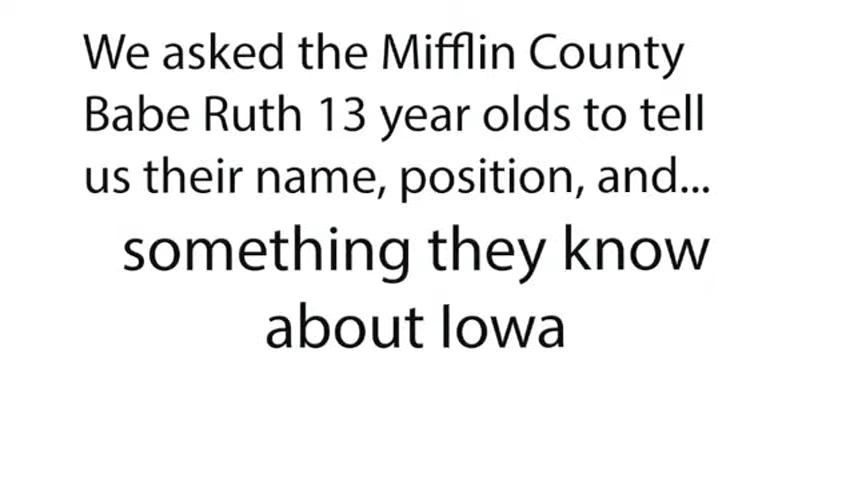 We asked the Mifflin County
Babe Ruth 13 year olds to tell
us their name, position, and...
something they know
about Iowa